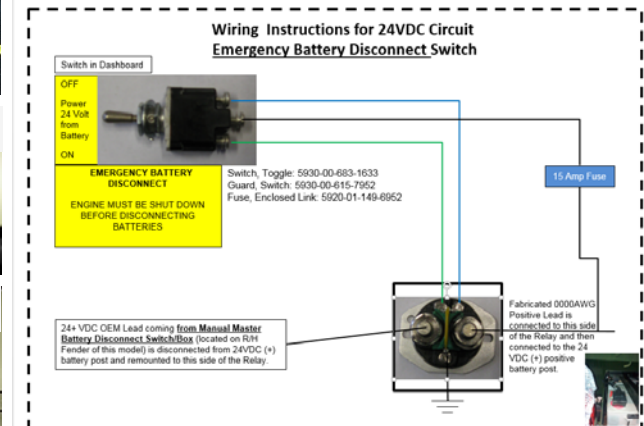 Wiring Instructions for 24VDC Circuit
Emergency Battery Disconnect Switch
Switch in Dashboard
OFF
Power
24 Volt
from
Battery
ON
EMERGENCY BATTERY
DISCONNECT
ENGINE MUST BE SHUT DOWN
BEFORE DISCONNECTING
BATTERIES
Switch, Toggle: 5930-00-683-1633
Guard, Switch: 5930-00-615-7952
Fuse, Enclosed Link: 5920-01-149-6952
15 Amp Fuse
24+ VDC OEM Lead coming from Manual Master
Battery Disconnect Switch/Box (located on R/H
Fender of this model) is disconnected from 24VDC (+)
battery post and remounted to this side of the Relay.
Fabricated 0000AWG
Positive Lead is
connected to this side
of the Relay and then
connected to the 24
VDC (+) positive
battery post.